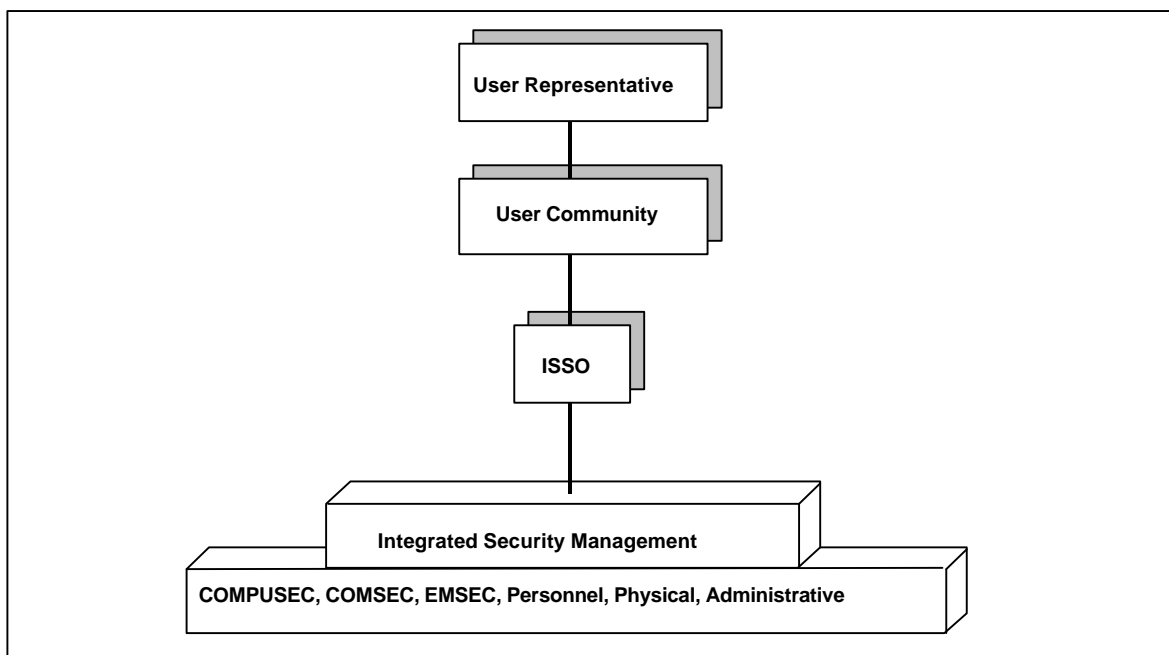 User Representative
User Community
ISSO
Integrated Security Management
COMPUSEC, COMSEC, EMSEC, Personnel, Physical, Administrative